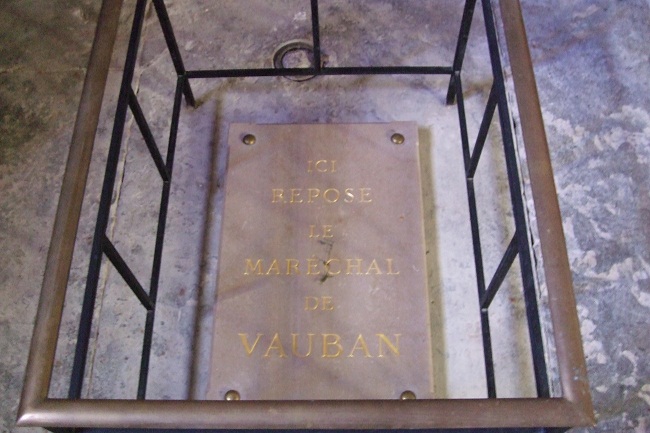 ICI
REPOSE
LE
MARÉCHAL
DE
VAUBAN